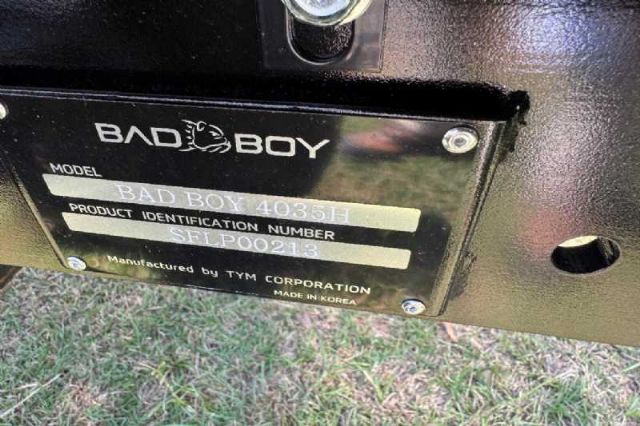 BAD BOY
MODEL
BAD BOY 4035H
PRODUCT IDENTIFICATION NUMBER
SFLP00213
Manufactured by TYM CORPORATION
MADE IN KOREA